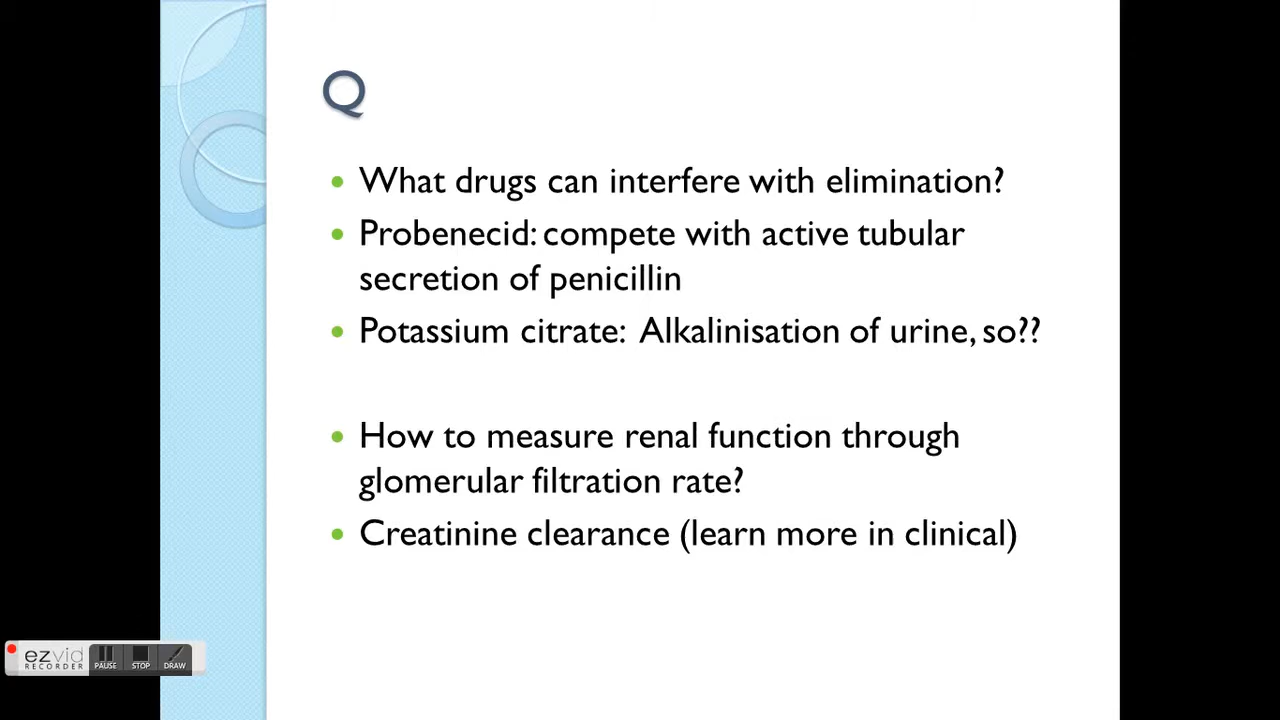 Q
• What drugs can interfere with elimination?
• Probenecid: compete with active tubular
secretion of penicillin
• Potassium citrate: Alkalinisation of urine, so??
• How to measure renal function through
glomerular filtration rate?
• Creatinine clearance (learn more in clinical)
ezvid
RECORDER
PAUSE STOP DRAW